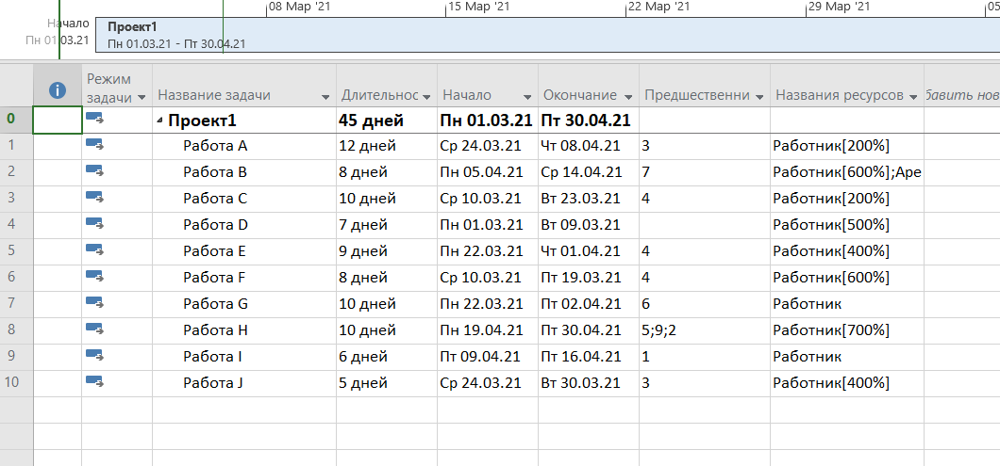 08 Мар '21 15 Мар '21 22 Мар '21 29 Мар '21 05
Начало
Пн 01.03.21
Проект1
Пн 01.03.21 - Пт 30.04.21
Режим задачи Название задачи Длительнос Начало Окончание Предшественни Названия ресурсов бавить нов
0 Проект1 45 дней Пн 01.03.21 Пт 30.04.21
1 Работа A 12 дней Ср 24.03.21 Чт 08.04.21 3 Работник[200%]
2 Работа B 8 дней Пн 05.04.21 Ср 14.04.21 7 Работник[600%];Аре
3 Работа C 10 дней Ср 10.03.21 Вт 23.03.21 4 Работник[200%]
4 Работа D 7 дней Пн 01.03.21 Вт 09.03.21 Работник[500%]
5 Работа E 9 дней Пн 22.03.21 Чт 01.04.21 4 Работник[400%]
6 Работа F 8 дней Ср 10.03.21 Пт 19.03.21 4 Работник[600%]
7 Работа G 10 дней Пн 22.03.21 Пт 02.04.21 6 Работник
8 Работа H 10 дней Пн 19.04.21 Пт 30.04.21 5;9;2 Работник[700%]
9 Работа I 6 дней Пт 09.04.21 Пт 16.04.21 1 Работник
10 Работа J 5 дней Ср 24.03.21 Вт 30.03.21 3 Работник[400%]